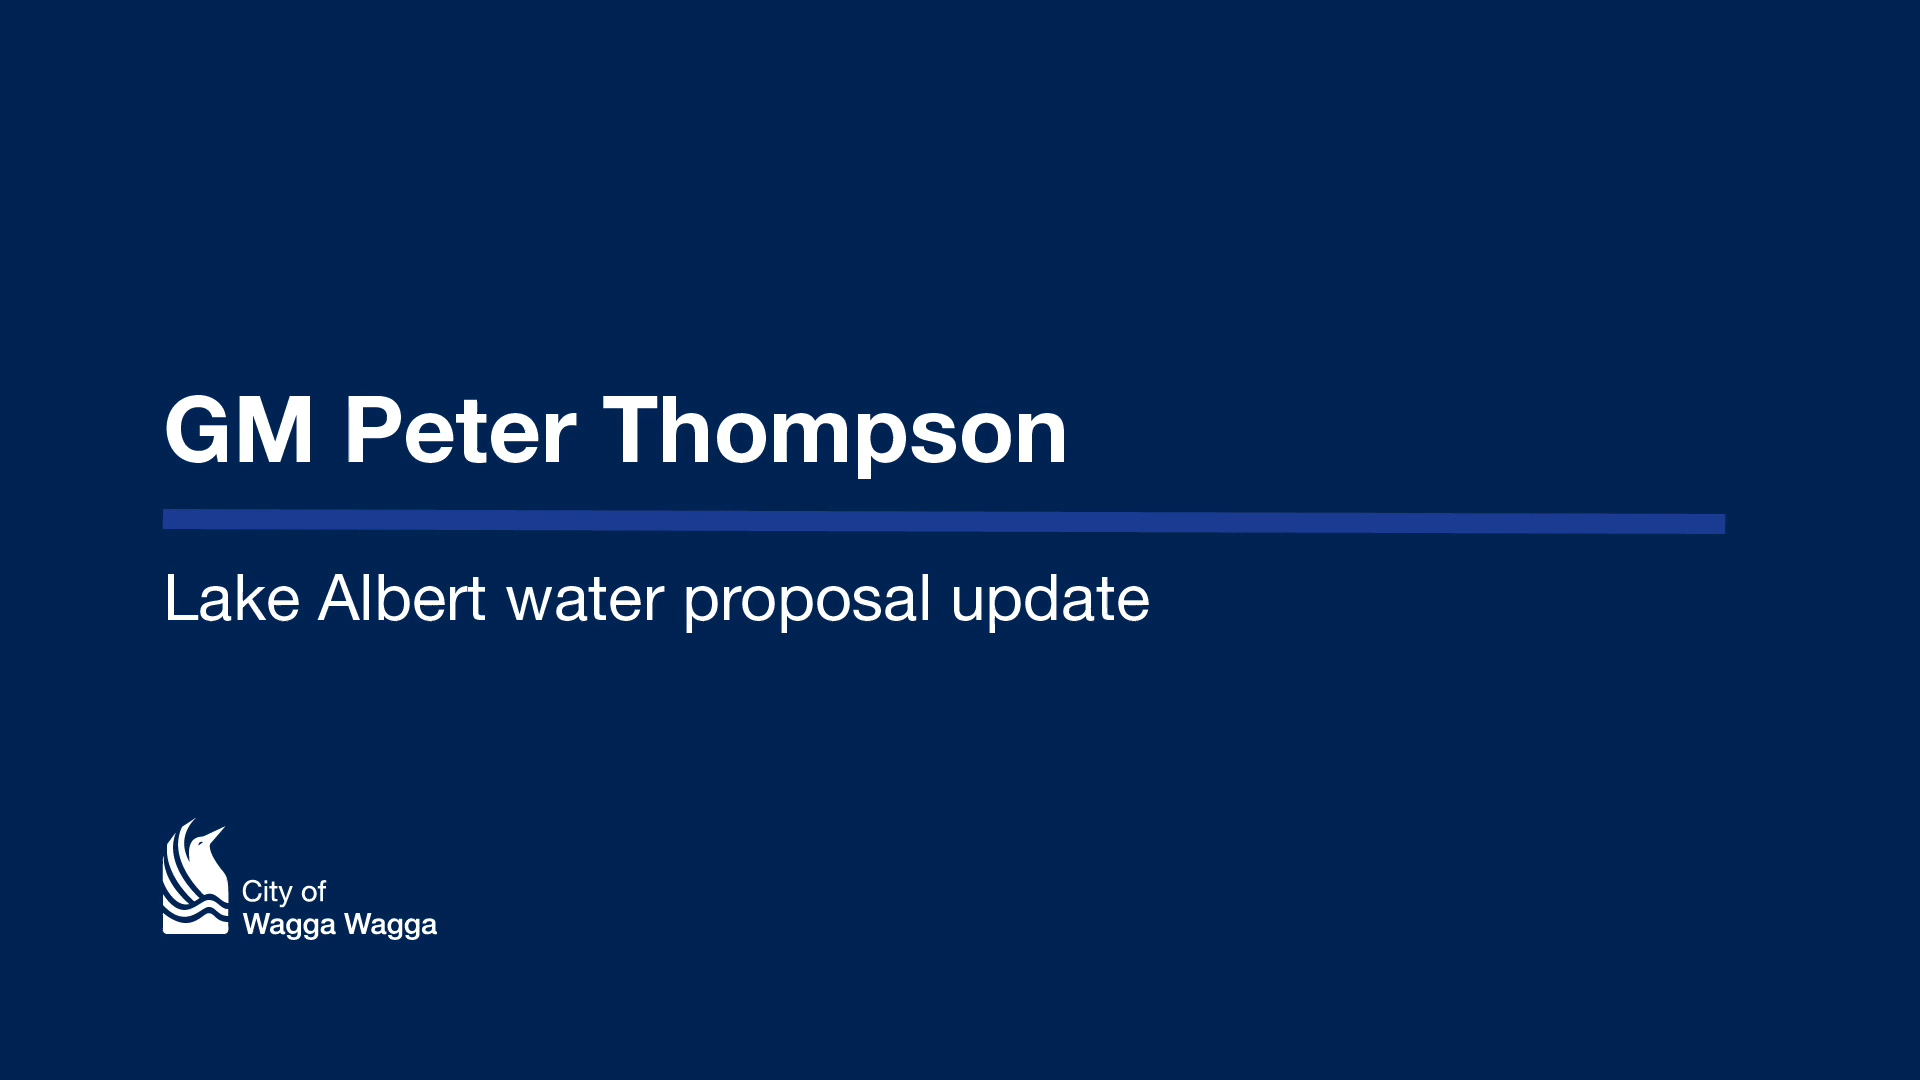 GM Peter Thompson
Lake Albert water proposal update
City of
Wagga Wagga